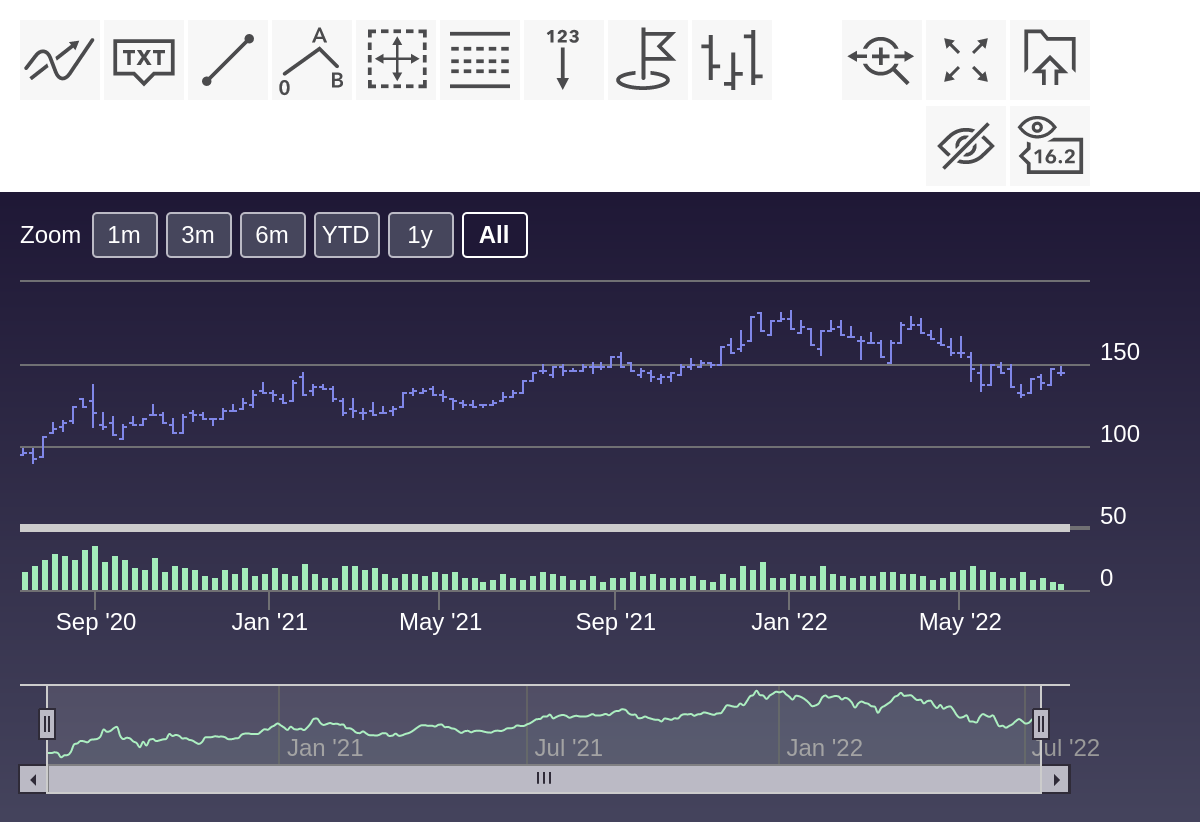 TXT
A
0
B
123
16.2
Zoom 1m 3m 6m YTD 1y All
150
100
50
0
Sep '20 Jan '21 May '21 Sep '21 Jan '22 May '22
Jan '21 Jul '21 Jan '22 Jul '22